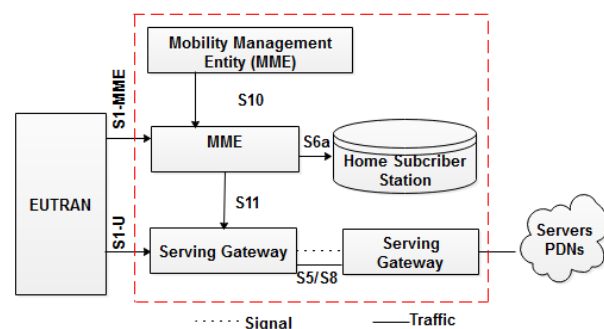 Mobility Management
Entity (MME)
S10
S1-MME
MME
S6a
Home Subcriber
Station
EUTRAN
S11
S1-U
Serving Gateway
Serving
Gateway
S5/S8
Servers
PDNs
Signal
Traffic